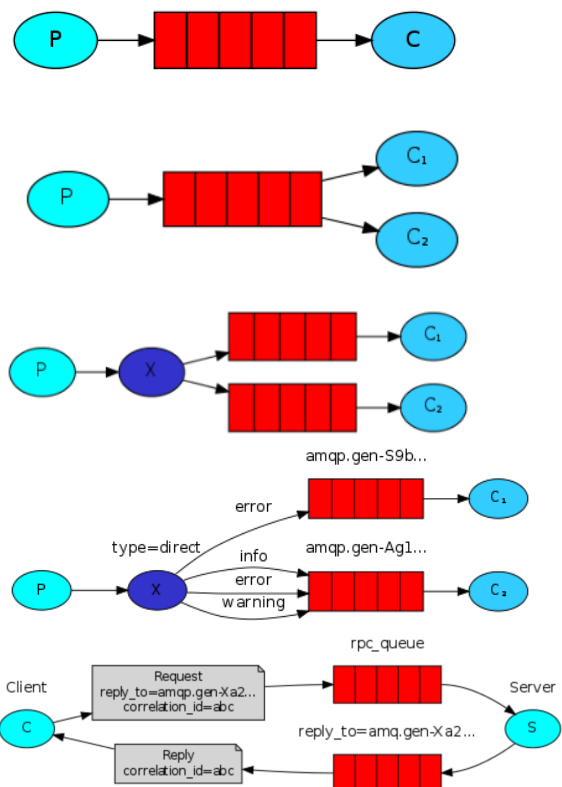 P
C
P
C₁
C₂
P
X
C₁
C₂
amqp.gen-S9b...
error
C₁
type=direct
amqp.gen-Ag1...
info
error
warning
P
X
C₂
rpc_queue
Client
Request
reply_to=amqp.gen-Xa2...
correlation_id=abc
Server
C
S
reply_to=amq.gen-Xa2...
Reply
correlation_id=abc